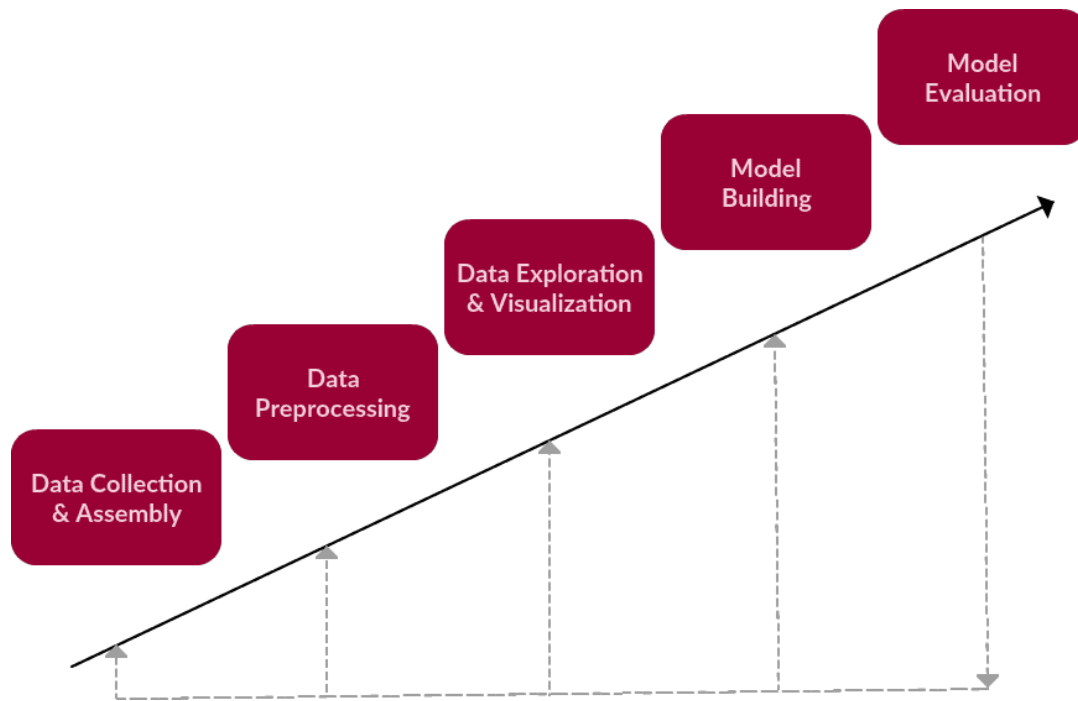 Model
Evaluation
Model
Building
Data Exploration
& Visualization
Data
Preprocessing
Data Collection
& Assembly